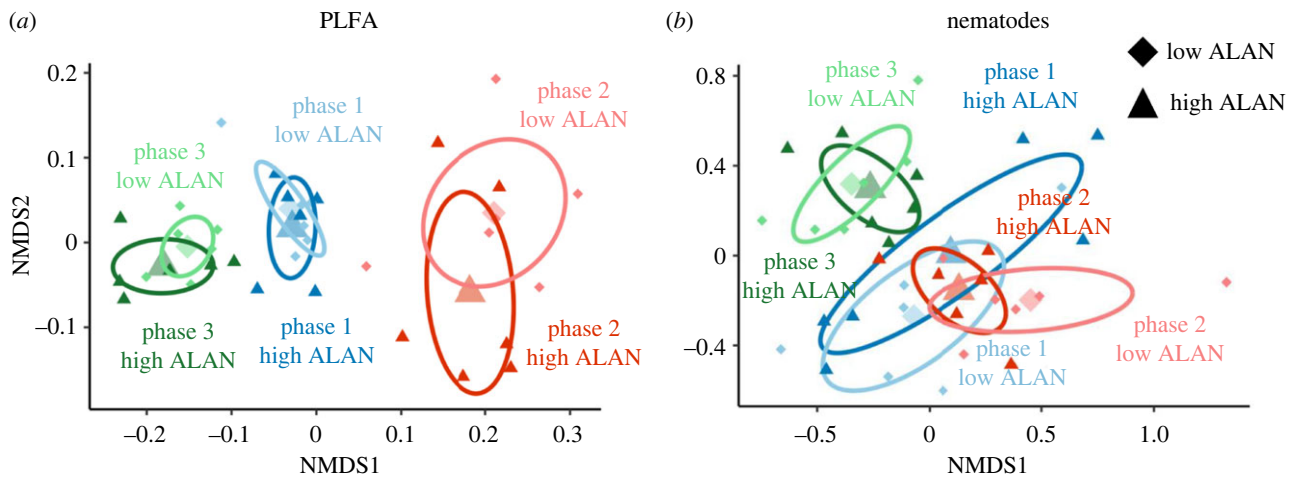 (a)
PLFA
0.2
0.1
0
–0.1
NMDS2
–0.2
–0.1
0
0.1
0.2
0.3
NMDS1
phase 3
low ALAN
phase 1
low ALAN
phase 2
low ALAN
phase 3
high ALAN
phase 1
high ALAN
phase 2
high ALAN
(b)
nematodes
low ALAN
high ALAN
0.8
0.4
0
–0.4
–0.5
0
0.5
1.0
NMDS1
phase 3
low ALAN
phase 1
high ALAN
phase 2
high ALAN
phase 3
high ALAN
phase 1
low ALAN
phase 2
low ALAN